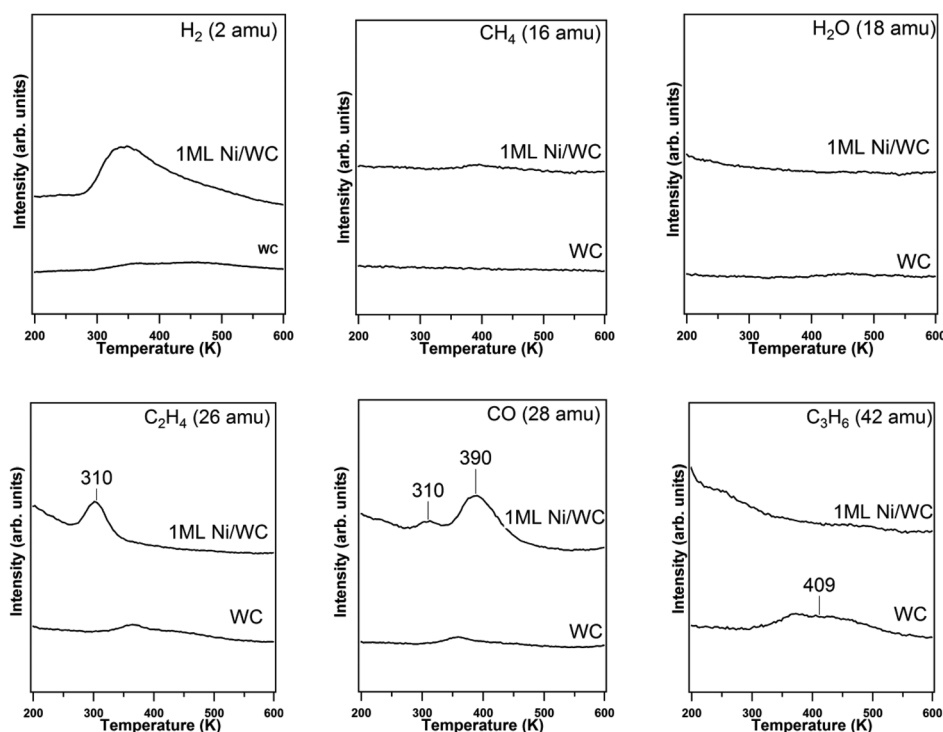 H₂ (2 amu)
Intensity (arb. units)
1ML Ni/WC
WC
200 300 400 500 600
Temperature (K)
CH₄ (16 amu)
Intensity (arb. units)
1ML Ni/WC
WC
200 300 400 500 600
Temperature (K)
H₂O (18 amu)
Intensity (arb. units)
1ML Ni/WC
WC
200 300 400 500 600
Temperature (K)
C₂H₄ (26 amu)
Intensity (arb. units)
310
1ML Ni/WC
WC
200 300 400 500 600
Temperature (K)
CO (28 amu)
Intensity (arb. units)
390
310
1ML Ni/WC
WC
200 300 400 500 600
Temperature (K)
C₃H₆ (42 amu)
Intensity (arb. units)
1ML Ni/WC
409
WC
200 300 400 500 600
Temperature (K)